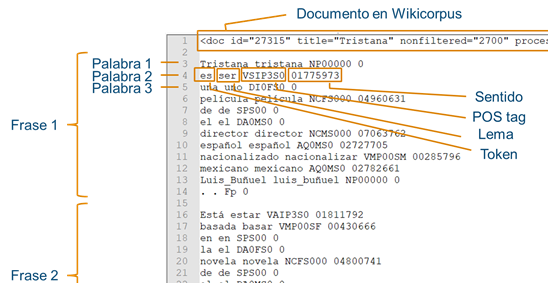 Documento en Wikicorpus
1 <doc id="27315" title="Tristana" nonfiltered="2700" proce
2
Palabra 1 3 Tristana tristana NP00000 0
Palabra 2 4 es ser VSIP3S0 01775973
Palabra 3 5 una uno DI0FS0 0
6 película película NCFS000 04960631
Sentido
7 de de SPS00 0
POS tag
8 el el DA0MS0 0
Lema
Frase 1
9 director director NCMS000 07063762
Token
10 español español AQ0MS0 02727705
11 nacionalizado nacionalizar VMP00SM 00285796
12 mexicano mexicano AQ0MS0 02782661
13 Luis_Buñuel luis_buñuel NP00000 0
14 . . Fp 0
15
16 Está estar VAIP3S0 01811792
17 basada basar VMP00SF 00430666
18 en en SPS00 0
19 la el DA0FS0 0
Frase 2
20 novela novela NCFS000 04800741
21 de de SPS00 0